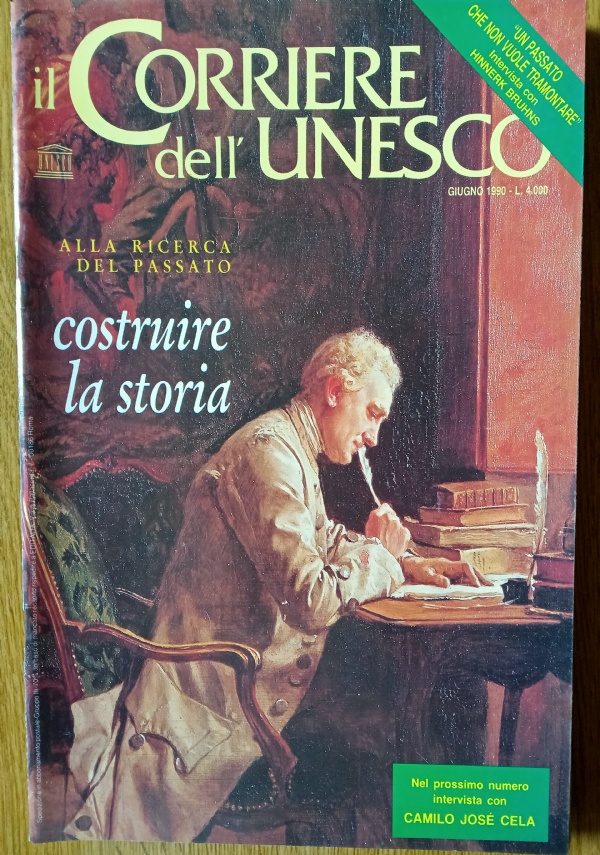 il CORRIERE
dell'UNESCO
"UN PASSATO
CHE NON VUOLE TRAMONTARE"
intervista con
HINNERK BRUHNS
UNESCO
GIUGNO 1990 - L. 4.000
ALLA RICERCA
DEL PASSATO
costruire
la storia
Nel prossimo numero
intervista con
CAMILO JOSÉ CELA